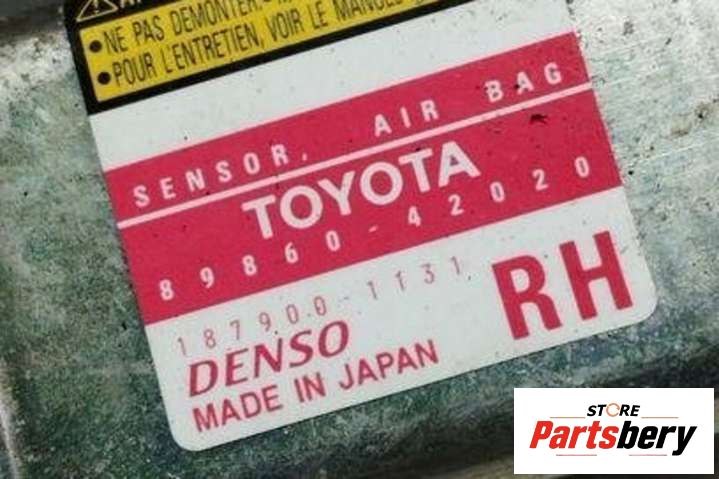 • NE PAS DEMONTER.
• POUR L'ENTRETIEN, VOIR LE MANUEL
SENSOR, AIR BAG
TOYOTA
89860-42020
187900-1131
RH
DENSO
MADE IN JAPAN
STORE
Partsbery